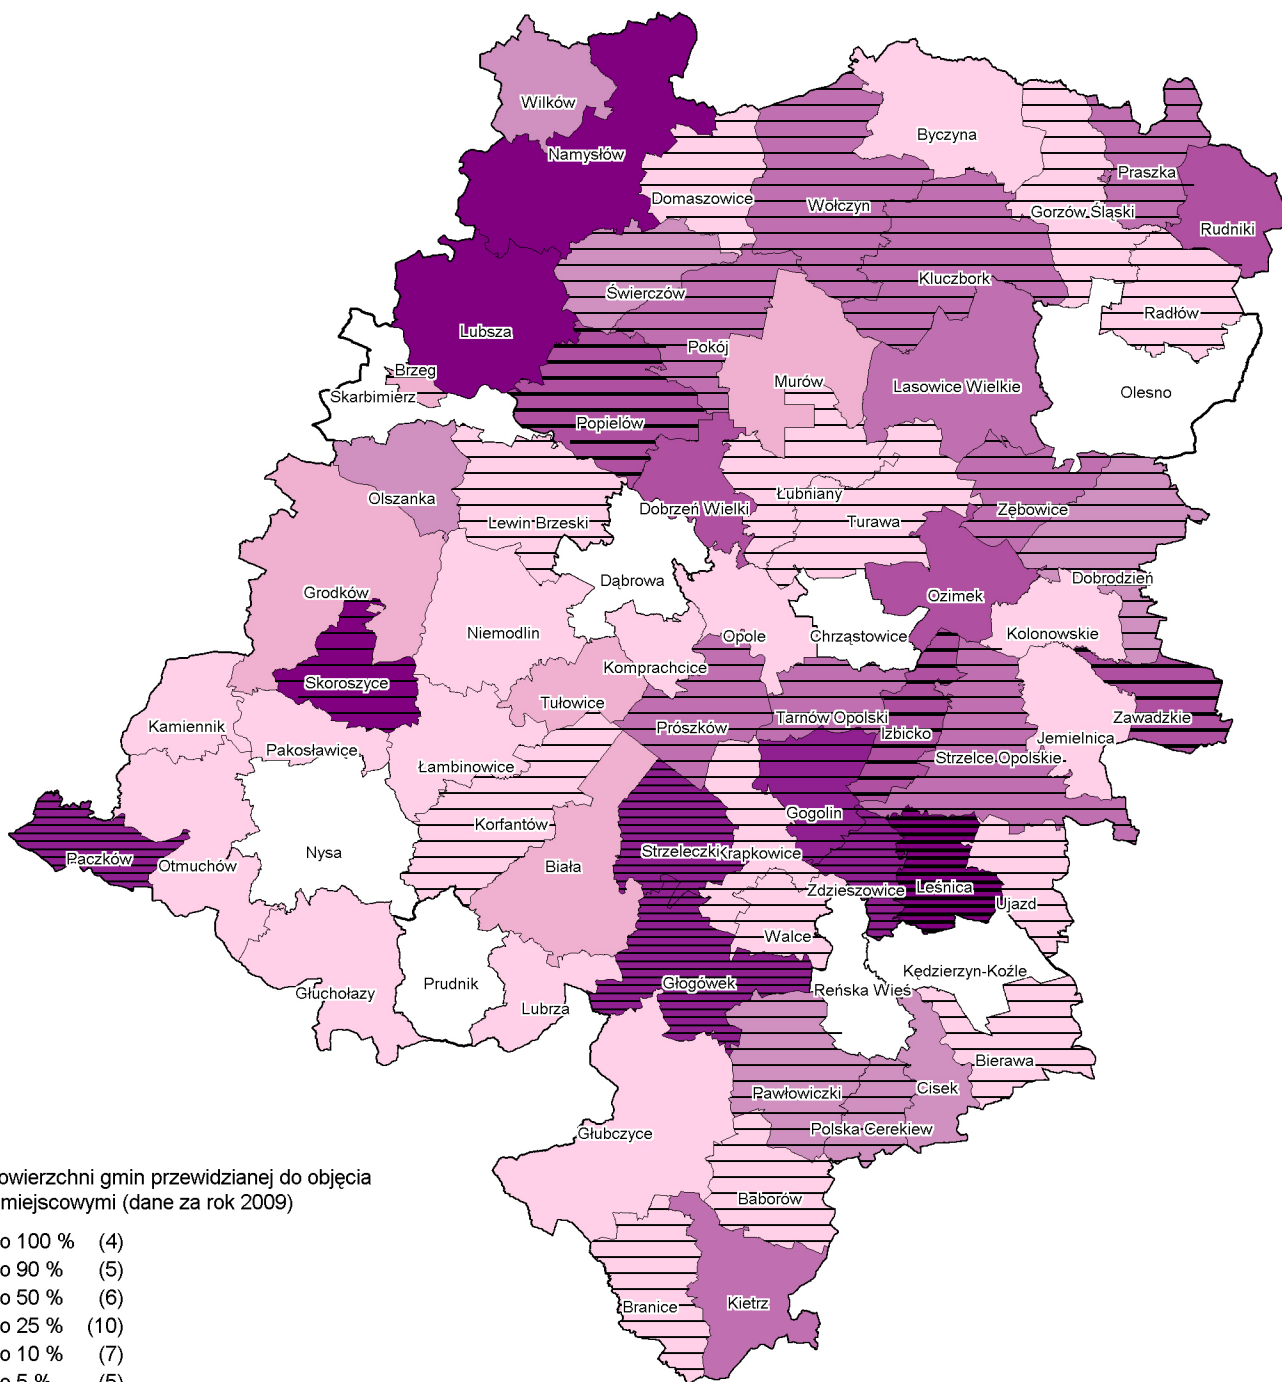 Wilków
Namysłów
Byczyna
Domaszowice
Wołczyn
Praszka
Gorzów Śląski
Rudniki
Kluczbork
Świerczów
Radłów
Lubsza
Pokój
Brzeg
Murów
Lasowice Wielkie
Skarbimierz
Olesno
Popielów
Olszanka
Łubniany
Dobrzeń Wielki
Zębowice
Lewin Brzeski
Turawa
Dąbrowa
Dobrodzień
Grodków
Ozimek
Niemodlin
Opole
Chrząstowice
Kolonowskie
Komprachcice
Skoroszyce
Tułowice
Tarnów Opolski
Zawadzkie
Kamiennik
Prószków
Izbicko
Jemielnica
Pakosławice
Strzelce Opolskie
Łambinowice
Gogolin
Korfantów
Nysa
Strzeleczki
Krapkowice
Paczków
Otmuchów
Biała
Zdzieszowice
Leśnica
Ujazd
Walce
Kędzierzyn-Koźle
Prudnik
Głogówek
Reńska Wieś
Głuchołazy
Lubrza
Bierawa
Cisek
Pawłowiczki
Polska Cerekiew
Głubczyce
Baborów
Branice
Kietrz
owierzchni gmin przewidzianej do objęcia
miejscowymi (dane za rok 2009)
o 100 % (4)
o 90 % (5)
o 50 % (6)
o 25 % (10)
o 10 % (7)
o 5 % (5)